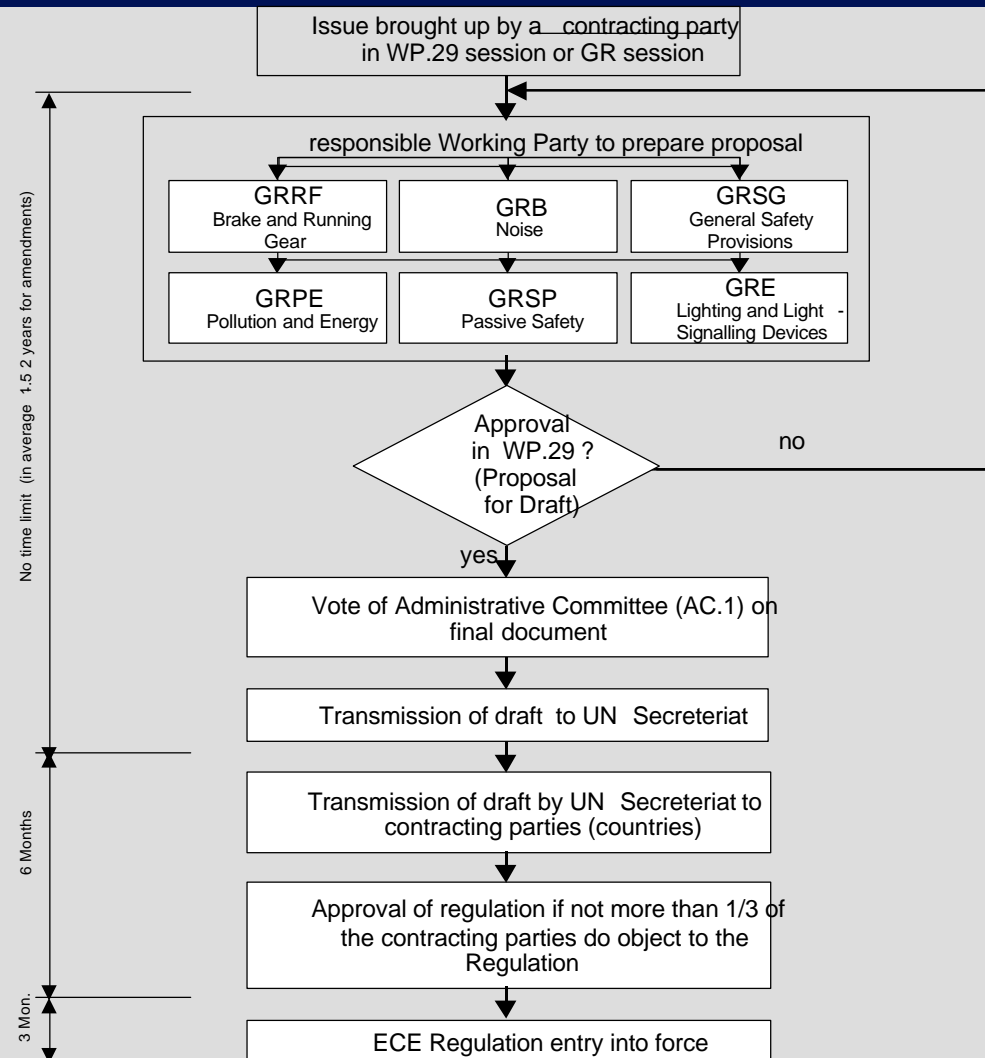 Issue brought up by a contracting party
in WP.29 session or GR session
responsible Working Party to prepare proposal
GRRF
Brake and Running
Gear
GRB
Noise
GRSG
General Safety
Provisions
GRPE
Pollution and Energy
GRSP
Passive Safety
GRE
Lighting and Light -
Signalling Devices
No time limit (in average 1.5 2 years for amendments)
Approval
in WP.29 ?
(Proposal
for Draft)
no
yes
Vote of Administrative Committee (AC.1) on
final document
Transmission of draft to UN Secreteriat
6 Months
Transmission of draft by UN Secreteriat to
contracting parties (countries)
Approval of regulation if not more than 1/3 of
the contracting parties do object to the
Regulation
3 Mon.
ECE Regulation entry into force